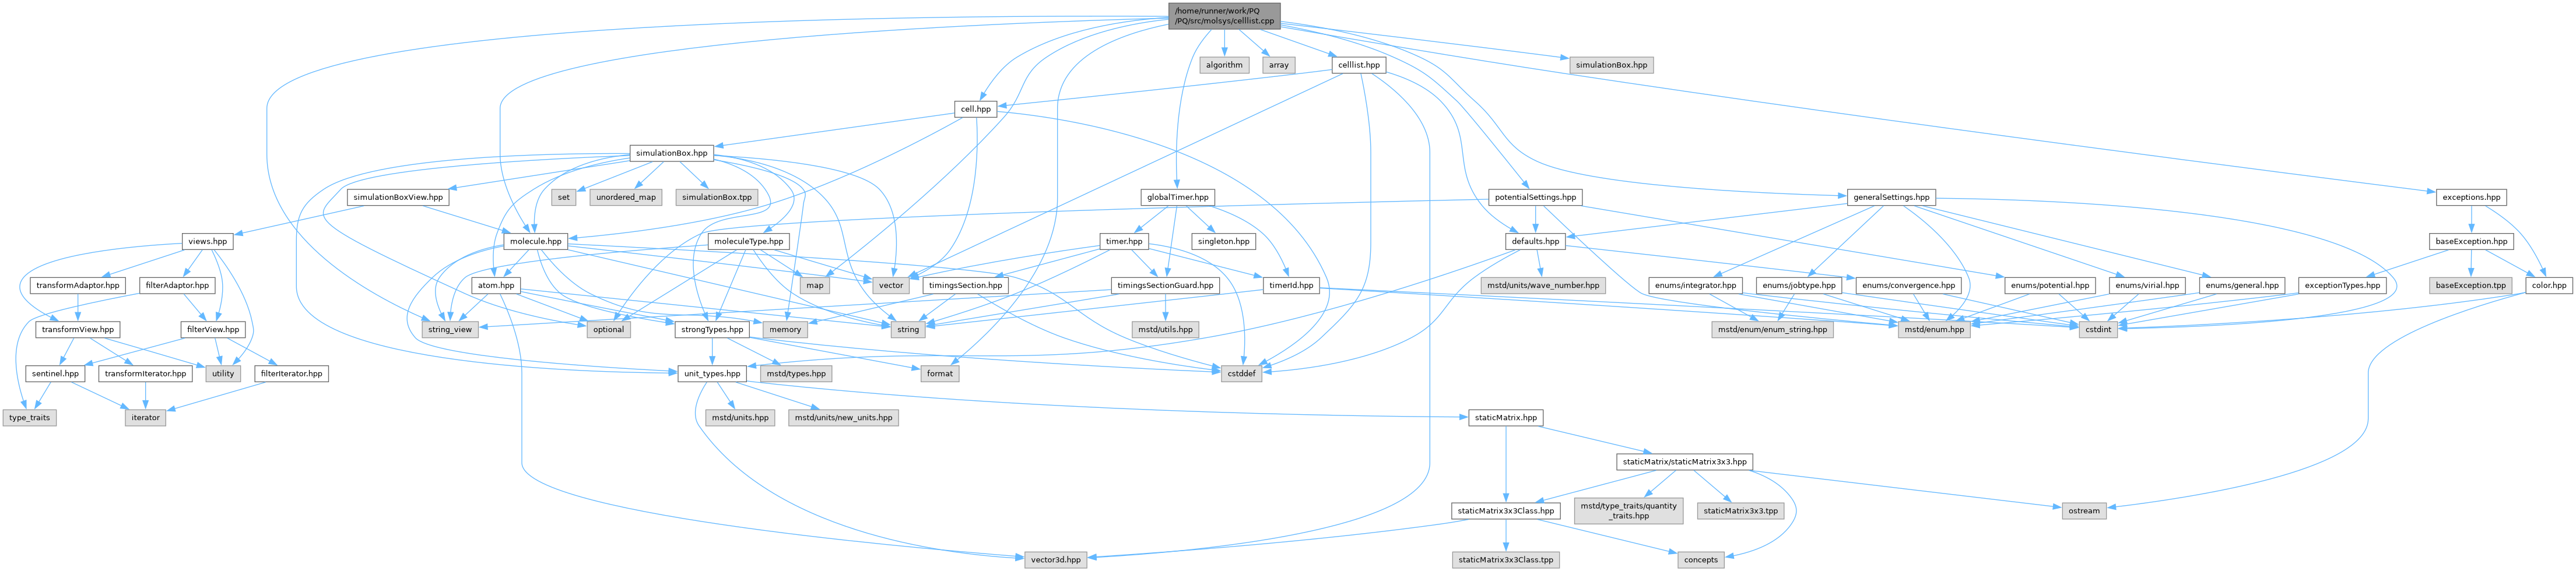 /home/runner/work/PQ
/PQ/src/molsys/celllist.cpp
algorithm
array
celllist.hpp
simulationBox.hpp
cell.hpp
simulationBox.hpp
simulationBoxView.hpp
set
unordered_map
simulationBox.tpp
globalTimer.hpp
potentialSettings.hpp
generalSettings.hpp
exceptions.hpp
views.hpp
molecule.hpp
moleculeType.hpp
timer.hpp
singleton.hpp
defaults.hpp
baseException.hpp
transformAdaptor.hpp
filterAdaptor.hpp
atom.hpp
map
vector
timingsSection.hpp
timingsSectionGuard.hpp
timerId.hpp
mstd/units/wave_number.hpp
enums/integrator.hpp
enums/jobtype.hpp
enums/convergence.hpp
enums/potential.hpp
enums/virial.hpp
enums/general.hpp
exceptionTypes.hpp
baseException.tpp
color.hpp
transformView.hpp
filterView.hpp
string_view
optional
strongTypes.hpp
memory
string
mstd/utils.hpp
mstd/enum/enum_string.hpp
mstd/enum.hpp
cstdint
sentinel.hpp
transformIterator.hpp
utility
filterIterator.hpp
unit_types.hpp
mstd/types.hpp
format
cstddef
type_traits
iterator
mstd/units.hpp
mstd/units/new_units.hpp
staticMatrix.hpp
staticMatrix/staticMatrix3x3.hpp
staticMatrix3x3Class.hpp
mstd/type_traits/quantity
_traits.hpp
staticMatrix3x3.tpp
ostream
vector3d.hpp
staticMatrix3x3Class.tpp
concepts